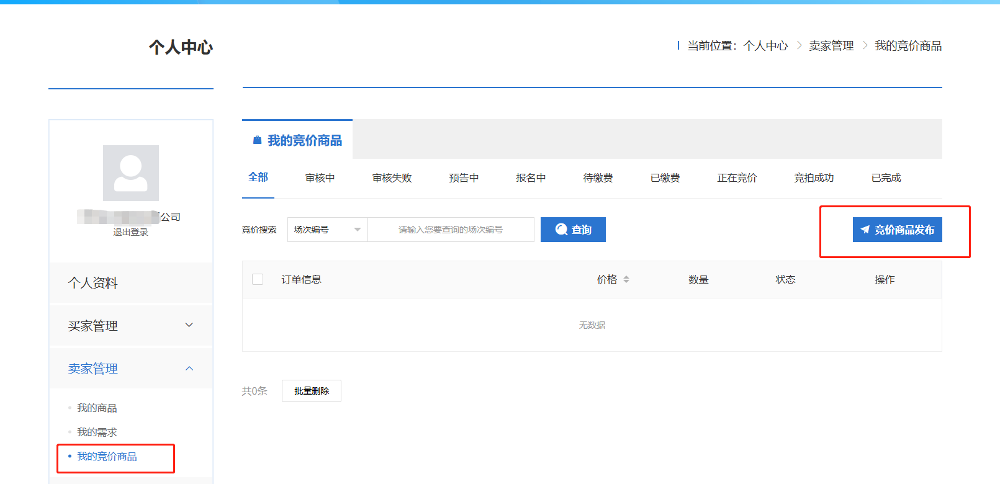 个人中心
当前位置：个人中心 > 卖家管理 > 我的竞价商品
公司
退出登录
个人资料
买家管理
卖家管理
我的商品
我的需求
我的竞价商品
我的竞价商品
全部 审核中 审核失败 预告中 报名中 待缴费 已缴费 正在竞价 竞拍成功 已完成
竞价搜索 场次编号 请输入您要查询的场次编号 查询 竞价商品发布
订单信息 价格 数量 状态 操作
无数据
共0条 批量删除